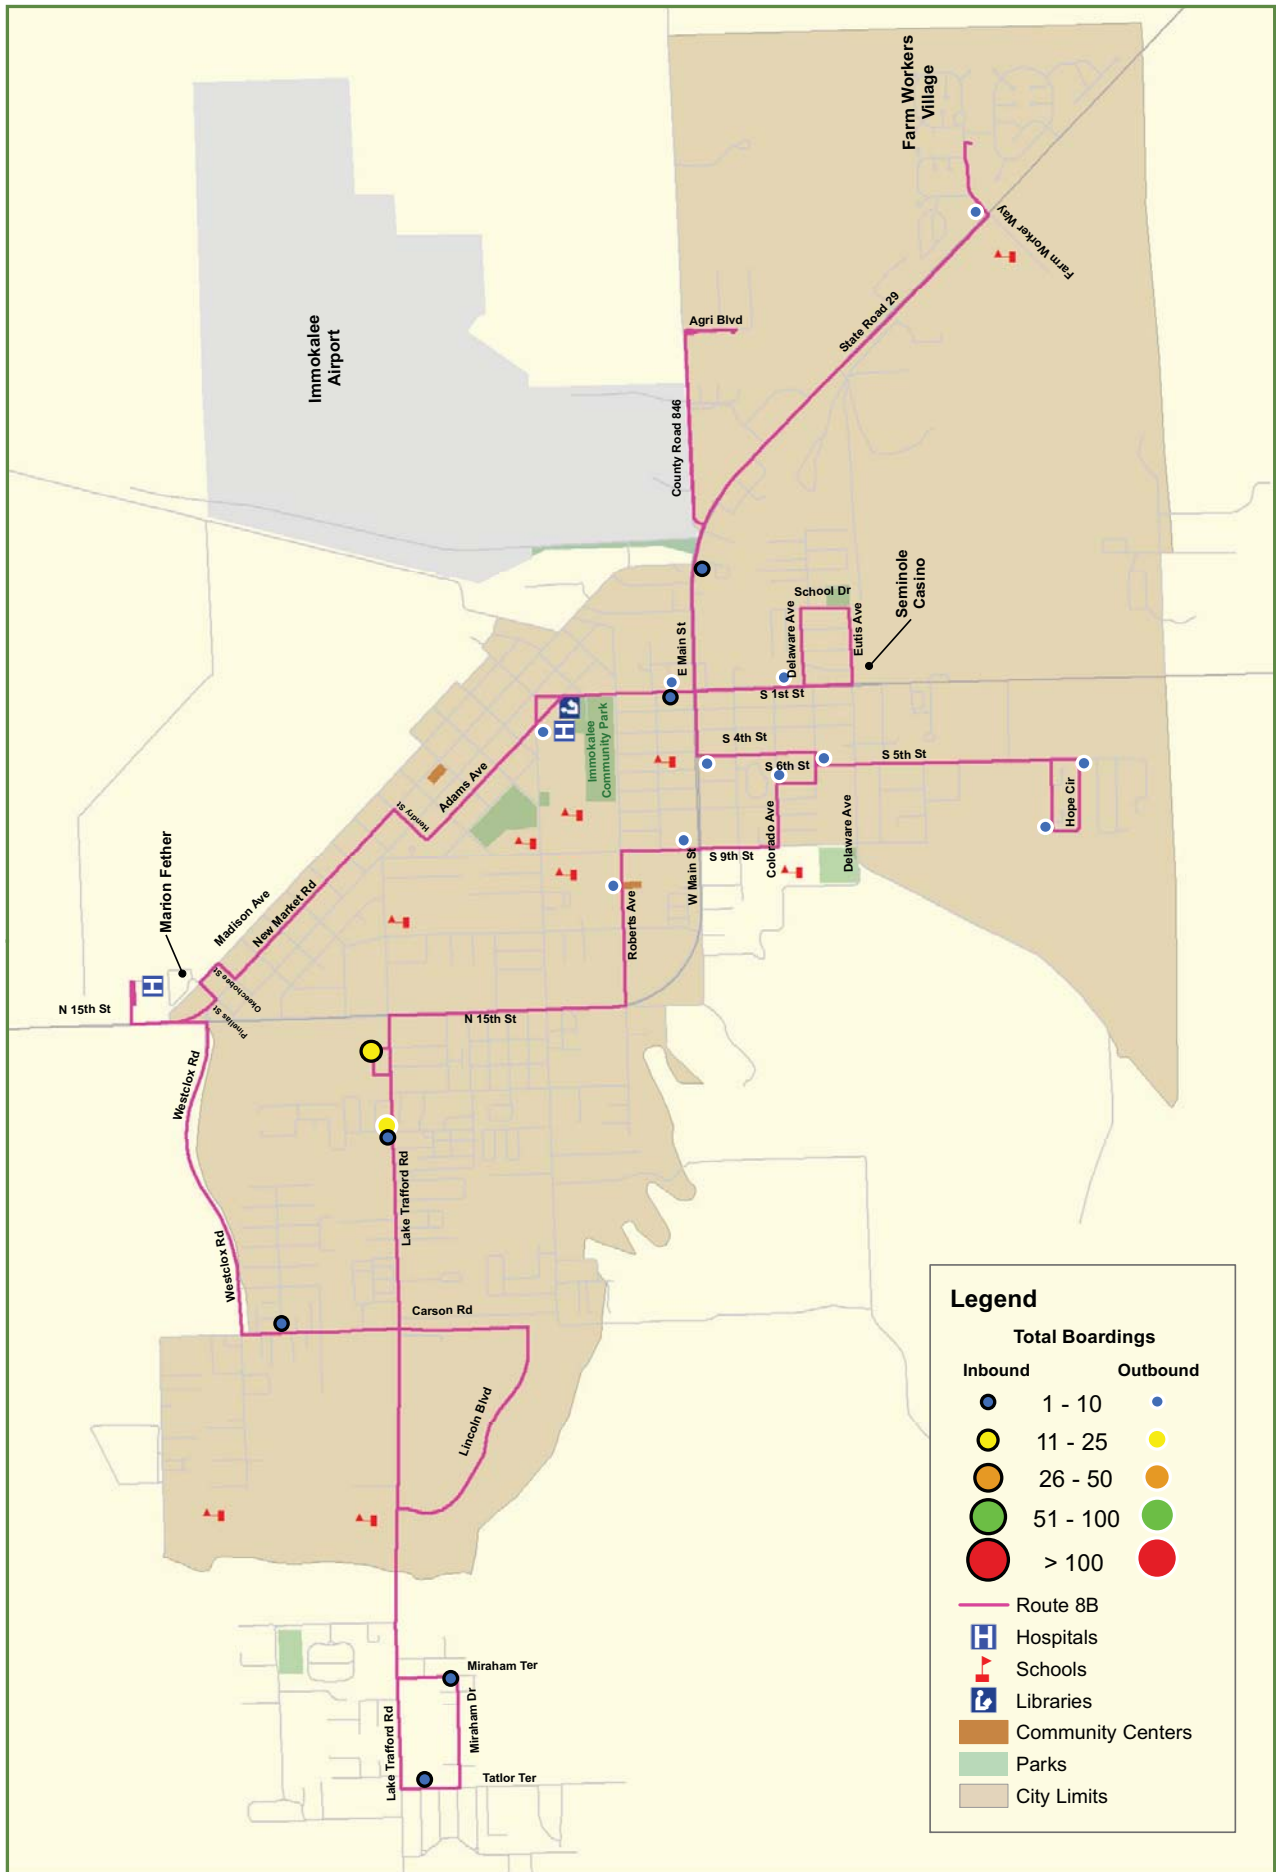 Farm Workers
Village
Farm Worker Way
State Road 29
Agri Blvd
Immokalee
Airport
County Road 846
Seminole
Casino
School Dr
Delaware Ave
Eutis Ave
E Main St
S 1st St
S 4th St
S 5th St
S 6th St
Immokalee
Community Park
Adams Ave
Hendry St
Hope Cir
Colorado Ave
Delaware Ave
S 9th St
W Main St
Roberts Ave
Marion Fether
Madison Ave
New Market Rd
Okeechobee St
Pinellas St
N 15th St
N 15th St
Westclox Rd
Lake Trafford Rd
Westclox Rd
Carson Rd
Lincoln Blvd
Miraham Ter
Miraham Dr
Lake Trafford Rd
Tatlor Ter
Legend
Total Boardings
Inbound Outbound
1 - 10
11 - 25
26 - 50
51 - 100
> 100
Route 8B
H Hospitals
Schools
Libraries
Community Centers
Parks
City Limits
H
H